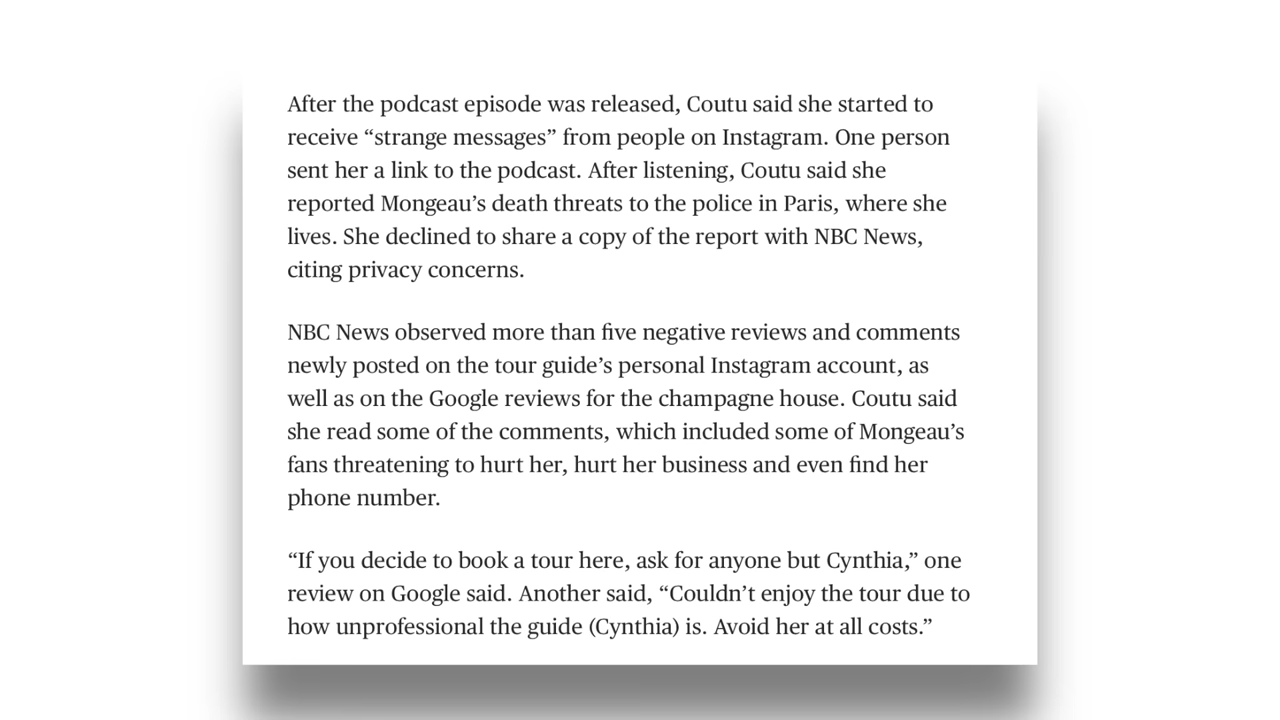 After the podcast episode was released, Coutu said she started to
receive “strange messages” from people on Instagram. One person
sent her a link to the podcast. After listening, Coutu said she
reported Mongeau’s death threats to the police in Paris, where she
lives. She declined to share a copy of the report with NBC News,
citing privacy concerns.
NBC News observed more than five negative reviews and comments
newly posted on the tour guide’s personal Instagram account, as
well as on the Google reviews for the champagne house. Coutu said
she read some of the comments, which included some of Mongeau’s
fans threatening to hurt her, hurt her business and even find her
phone number.
“If you decide to book a tour here, ask for anyone but Cynthia,” one
review on Google said. Another said, “Couldn’t enjoy the tour due to
how unprofessional the guide (Cynthia) is. Avoid her at all costs.”